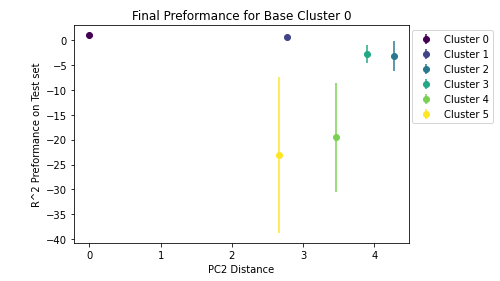 Final Preformance for Base Cluster 0
R^2 Preformance on Test set
0
−5
−10
−15
−20
−25
−30
−35
−40
0 1 2 3 4
PC2 Distance
Cluster 0
Cluster 1
Cluster 2
Cluster 3
Cluster 4
Cluster 5